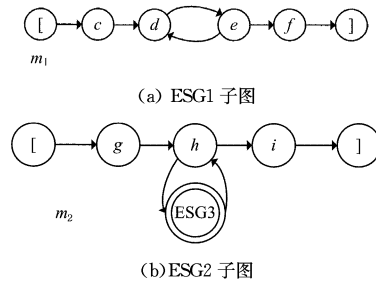 [ c d e f ]
m₁
(a) ESG1 子图
[ g h i ]
m₂ ESG3
(b)ESG2 子图